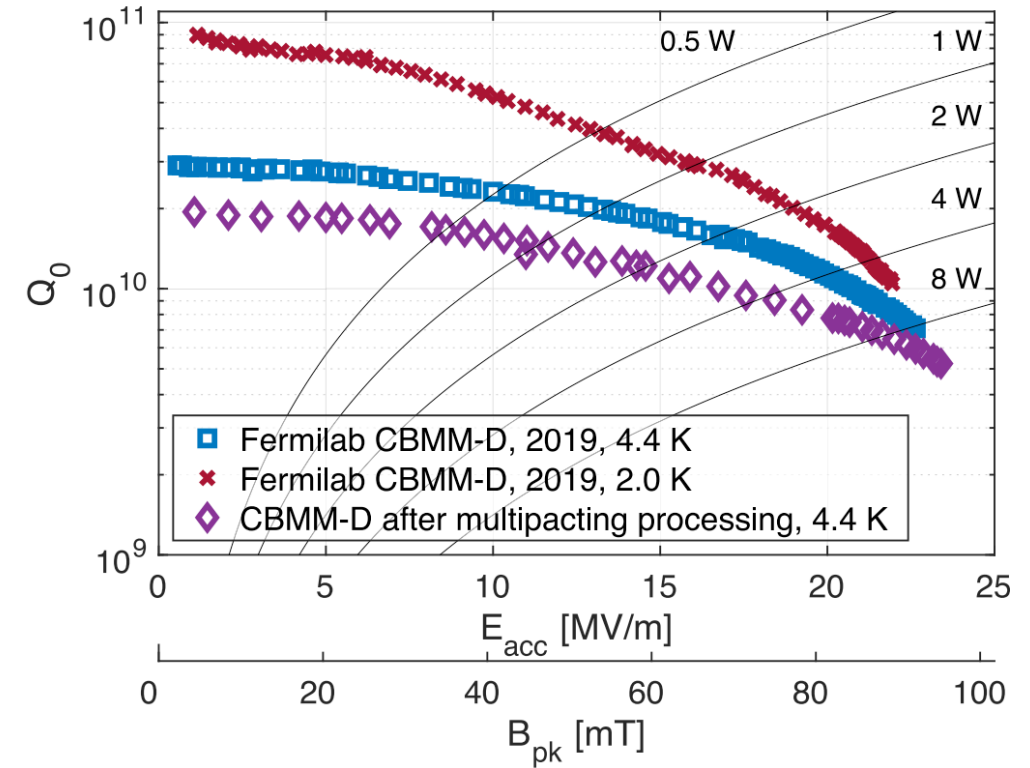 10^11
0.5 W
1 W
2 W
4 W
8 W
10^10
10^9
Q_0
Fermilab CBMM-D, 2019, 4.4 K
Fermilab CBMM-D, 2019, 2.0 K
CBMM-D after multipacting processing, 4.4 K
0 5 10 15 20 25
E_acc [MV/m]
0 20 40 60 80 100
B_pk [mT]